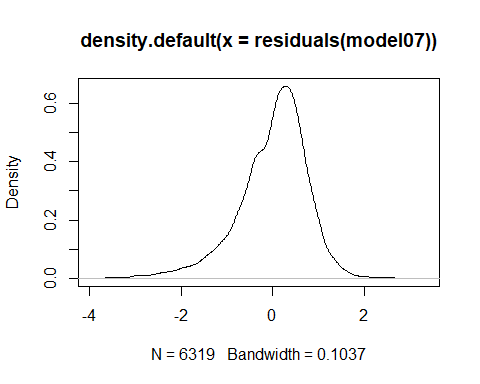 density.default(x = residuals(model07))
Density
0.6
0.4
0.2
0.0
-4 -2 0 2
N = 6319 Bandwidth = 0.1037